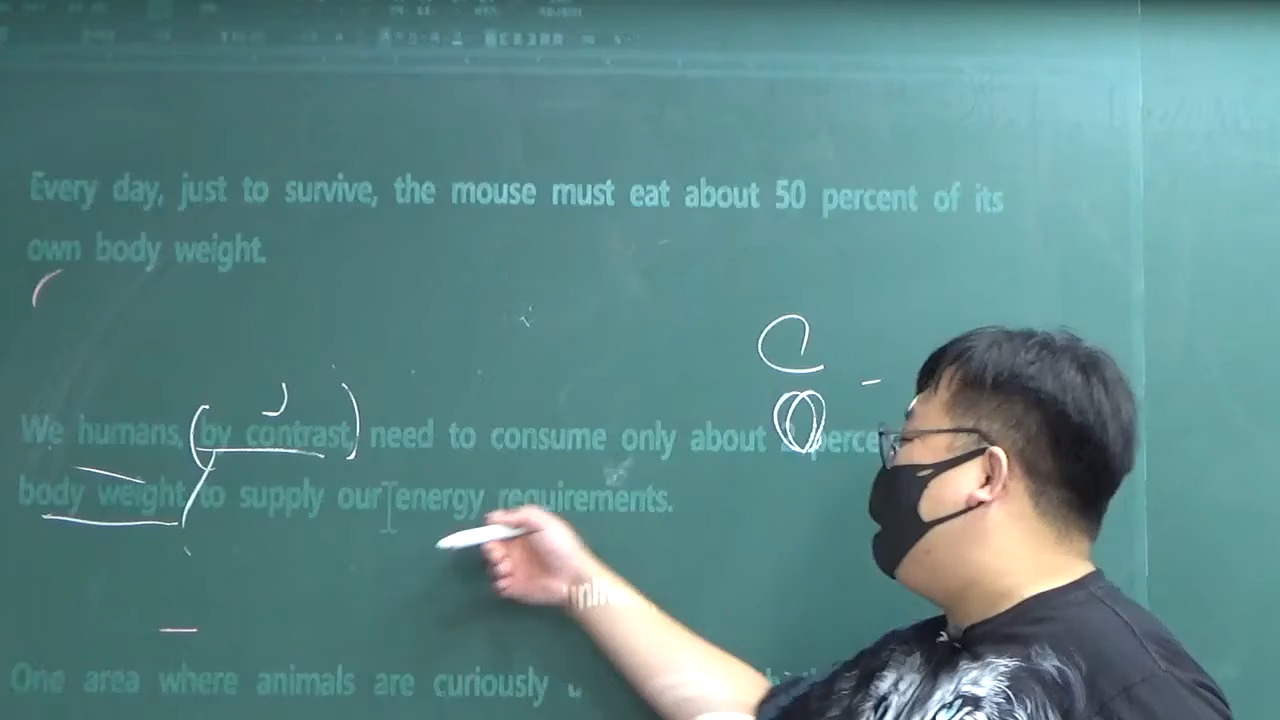 Every day, just to survive, the mouse must eat about 50 percent of its
own body weight.
We humans, by contrast, need to consume only about
body weight to supply our energy requirements.
One area where animals are curiously